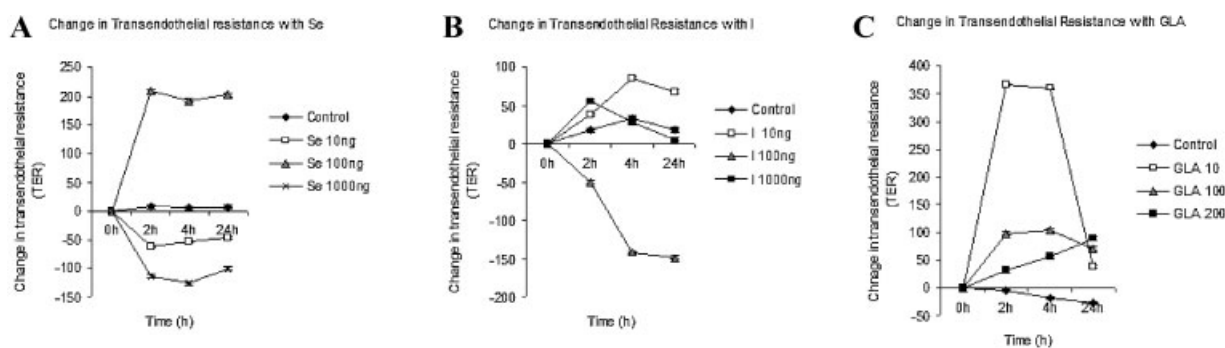 A
Change in Transendothelial resistance with Se
Change in transendothelial resistance
(TER)
250
200
150
100
50
0
-50
-100
-150
0h
2h
4h
24h
Time (h)
Control
Se 10ng
Se 100ng
Se 1000ng
B
Change in Transendothelial Resistance with I
Change in transendothelial resistance
(TER)
100
50
0
-50
-100
-150
-200
0h
2h
4h
24h
Time (h)
Control
I 10ng
I 100ng
I 1000ng
C
Change in Transendothelial Resistance with GLA
Chnage in transendothelial resistance
(TER)
400
350
300
250
200
150
100
50
0
50
0h
2h
4h
24h
Time (h)
Control
GLA 10
GLA 100
GLA 200